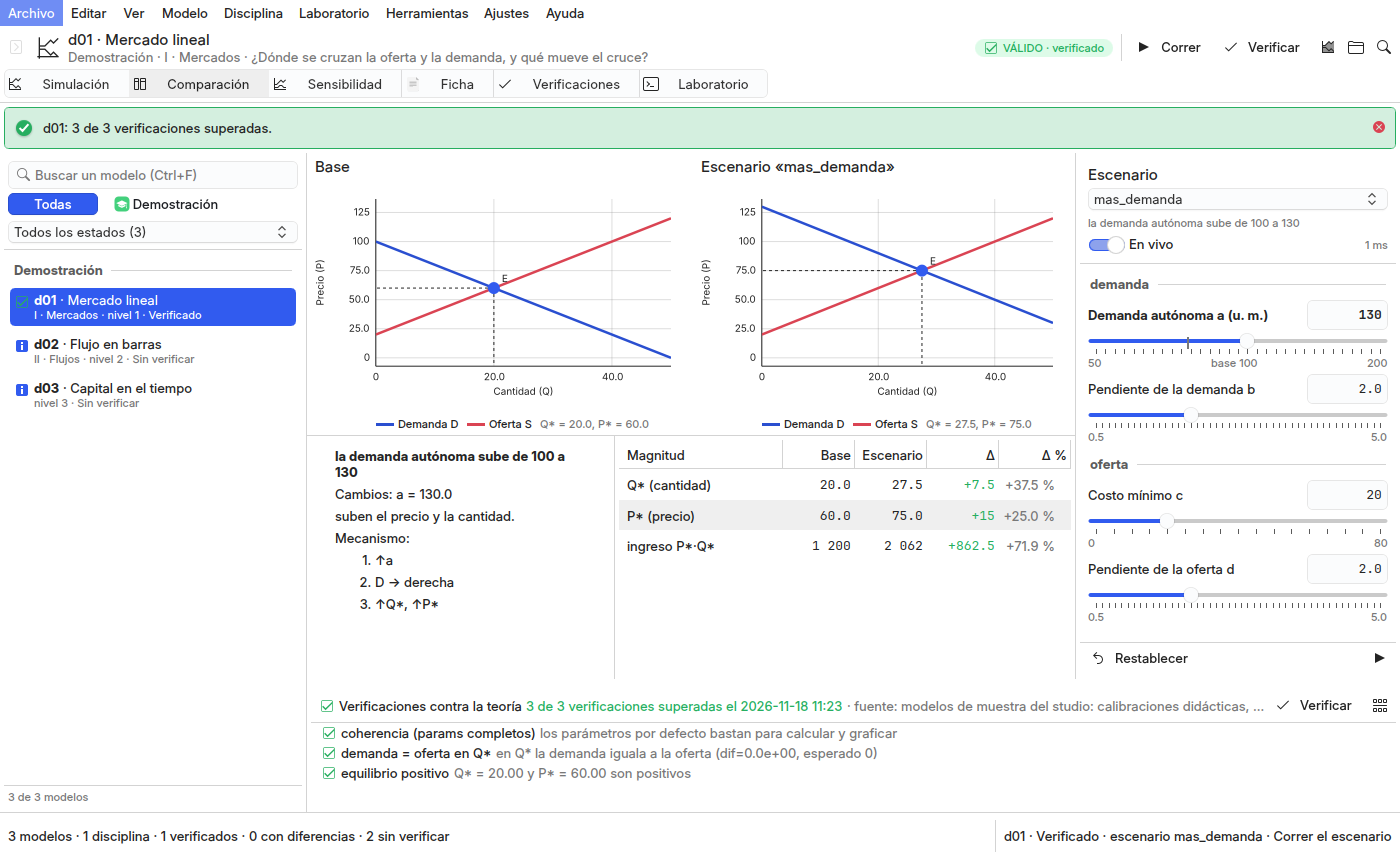 Archivo Editar Ver Modelo Disciplina Laboratorio Herramientas Ajustes Ayuda
d01 · Mercado lineal
Demostración · I · Mercados · ¿Dónde se cruzan la oferta y la demanda, y qué mueve el cruce?
VÁLIDO · verificado
Correr
Verificar
Simulación Comparación Sensibilidad Ficha Verificaciones Laboratorio
d01: 3 de 3 verificaciones superadas.
Buscar un modelo (Ctrl+F)
Todas Demostración
Todos los estados (3)
Demostración
d01 · Mercado lineal
I · Mercados · nivel 1 · Verificado
d02 · Flujo en barras
II · Flujos · nivel 2 · Sin verificar
d03 · Capital en el tiempo
nivel 3 · Sin verificar
3 de 3 modelos
Base
125
100
75.0
50.0
25.0
0
Precio (P)
E
0 20.0 40.0
Cantidad (Q)
Demanda D Oferta S Q* = 20.0, P* = 60.0
Escenario «mas_demanda»
125
100
75.0
50.0
25.0
0
Precio (P)
E
0 20.0 40.0
Cantidad (Q)
Demanda D Oferta S Q* = 27.5, P* = 75.0
la demanda autónoma sube de 100 a
130
Cambios: a = 130.0
suben el precio y la cantidad.
Mecanismo:
1. ↑a
2. D → derecha
3. ↑Q*, ↑P*
Magnitud Base Escenario Δ Δ %
Q* (cantidad) 20.0 27.5 +7.5 +37.5 %
P* (precio) 60.0 75.0 +15 +25.0 %
ingreso P*·Q* 1 200 2 062 +862.5 +71.9 %
Verificaciones contra la teoría 3 de 3 verificaciones superadas el 2026-11-18 11:23 · fuente: modelos de muestra del studio: calibraciones didácticas, ... Verificar
coherencia (params completos) los parámetros por defecto bastan para calcular y graficar
demanda = oferta en Q* en Q* la demanda iguala a la oferta (dif=0.0e+00, esperado 0)
equilibrio positivo Q* = 20.00 y P* = 60.00 son positivos
Escenario
mas_demanda
la demanda autónoma sube de 100 a 130
En vivo 1 ms
demanda
Demanda autónoma a (u. m.) 130
50 base 100 200
Pendiente de la demanda b 2.0
0.5 5.0
oferta
Costo mínimo c 20
0 80
Pendiente de la oferta d 2.0
0.5 5.0
Restablecer
3 modelos · 1 disciplina · 1 verificados · 0 con diferencias · 2 sin verificar
d01 · Verificado · escenario mas_demanda · Correr el escenario